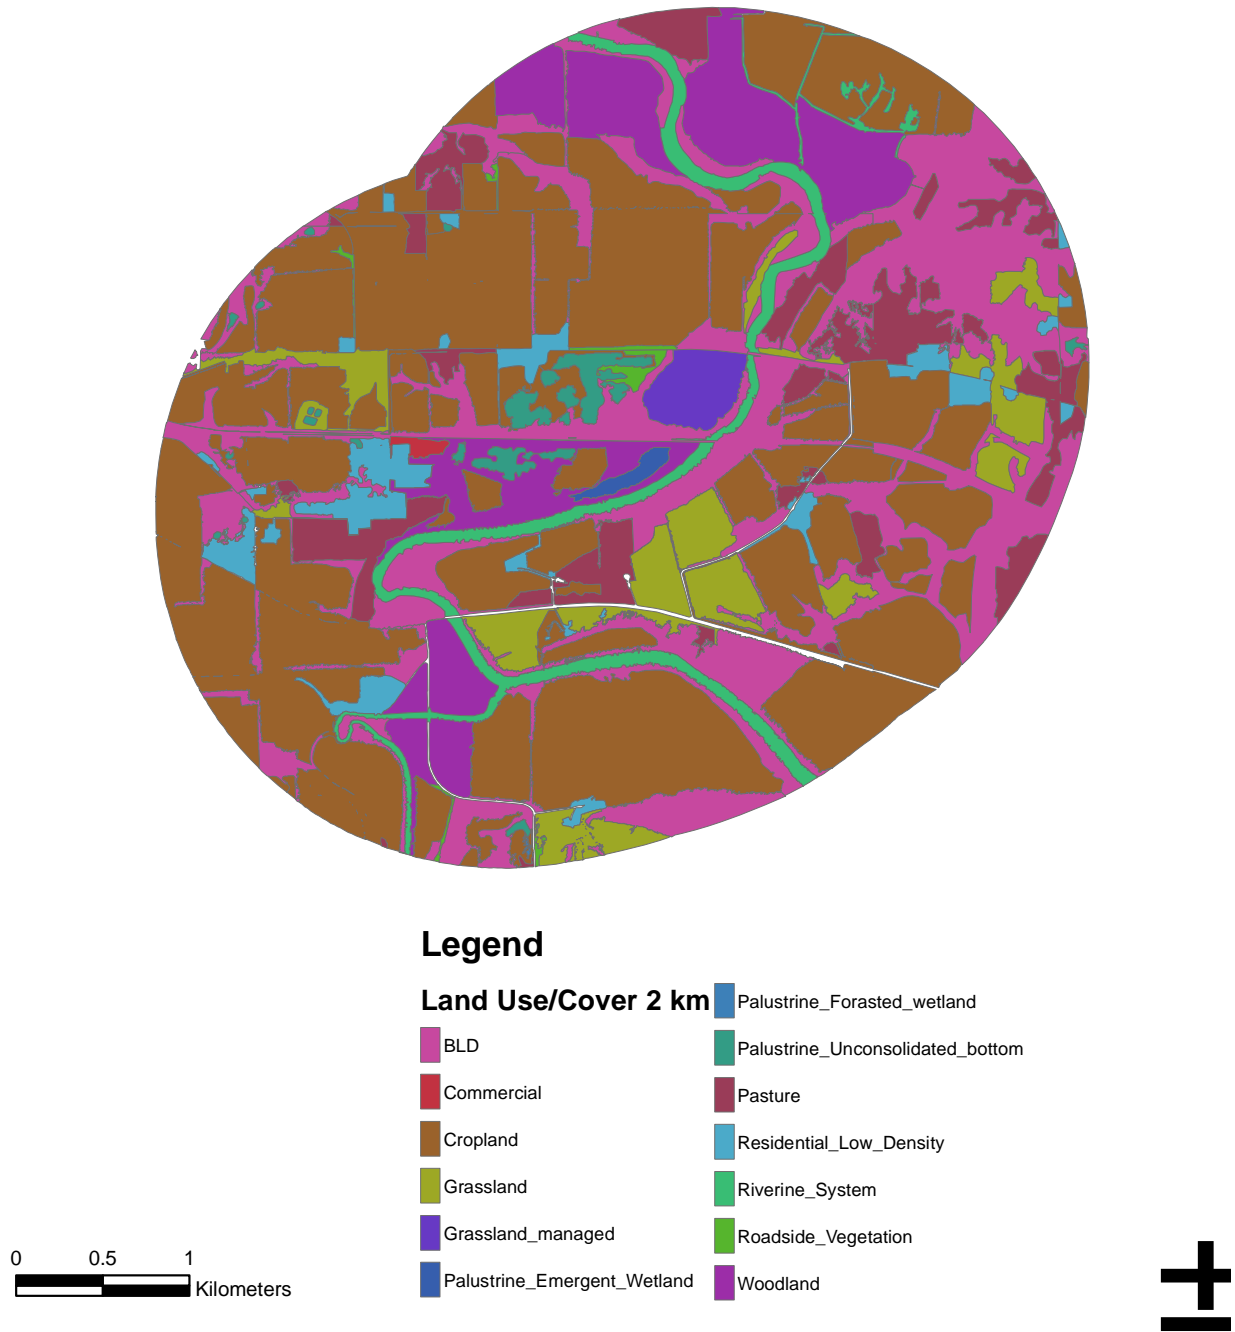 Legend
Land Use/Cover 2 km
BLD
Commercial
Cropland
Grassland
Grassland_managed
Palustrine_Emergent_Wetland
Palustrine_Forasted_wetland
Palustrine_Unconsolidated_bottom
Pasture
Residential_Low_Density
Riverine_System
Roadside_Vegetation
Woodland
0 0.5 1
Kilometers